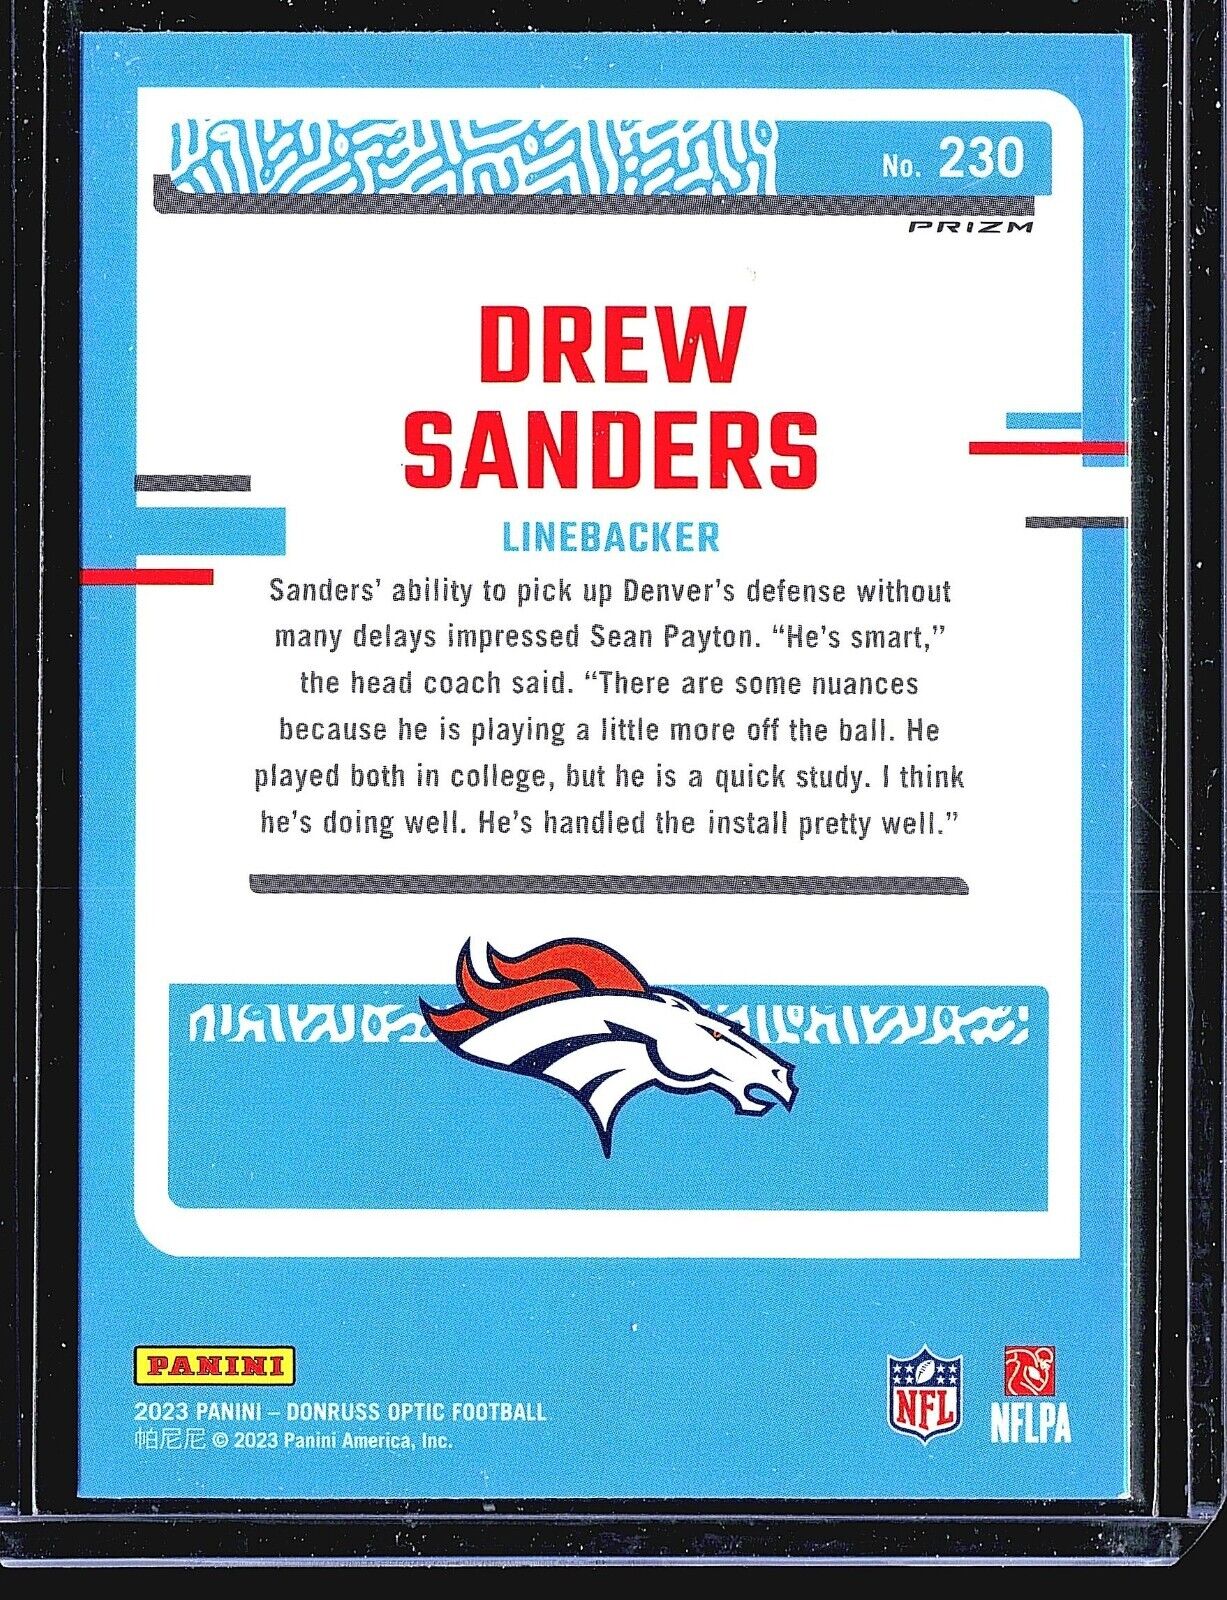 No. 230
PRIZM
DREW
SANDERS
LINEBACKER
Sanders’ ability to pick up Denver’s defense without
many delays impressed Sean Payton. “He’s smart,”
the head coach said. “There are some nuances
because he is playing a little more off the ball. He
played both in college, but he is a quick study. I think
he’s doing well. He’s handled the install pretty well.”
PANINI
2023 PANINI – DONRUSS OPTIC FOOTBALL
帕尼尼 © 2023 Panini America, Inc.
NFL
NFLPA